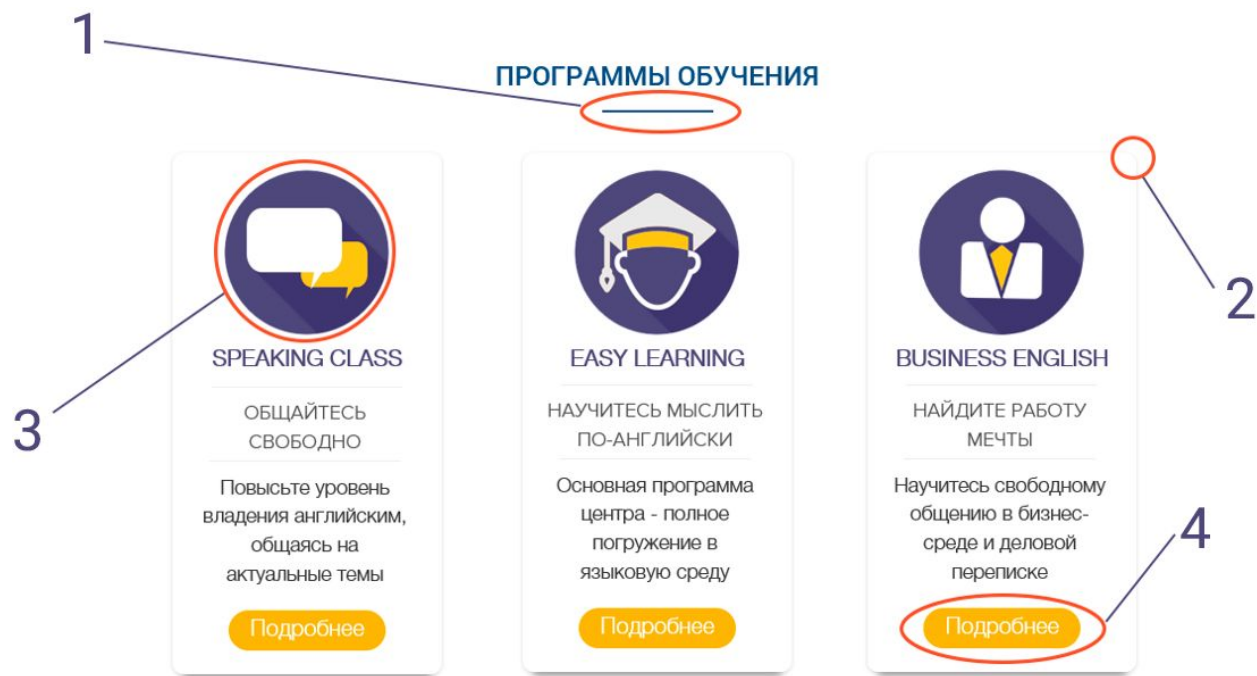 1
ПРОГРАММЫ ОБУЧЕНИЯ
2
3
SPEAKING CLASS
ОБЩАЙТЕСЬ
СВОБОДНО
Повысьте уровень
владения английским,
общаясь на
актуальные темы
Подробнее
EASY LEARNING
НАУЧИТЕСЬ МЫСЛИТЬ
ПО-АНГЛИЙСКИ
Основная программа
центра - полное
погружение в
языковую среду
Подробнее
BUSINESS ENGLISH
НАЙДИТЕ РАБОТУ
МЕЧТЫ
Научитесь свободному
общению в бизнес-
среде и деловой
переписке
Подробнее
4